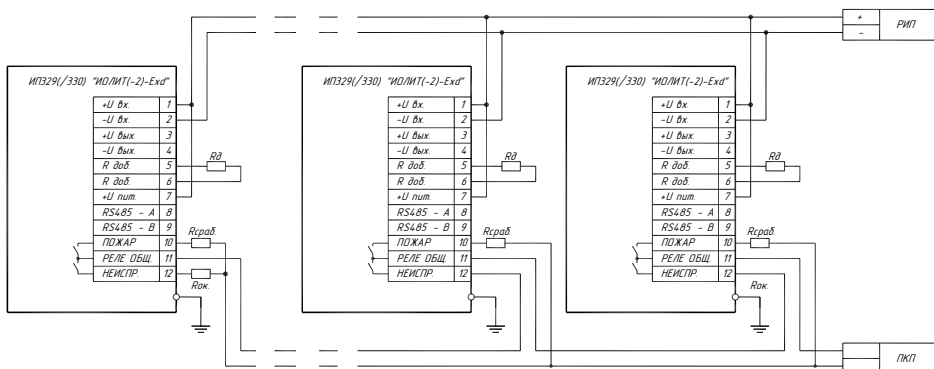 +
РИП
-
ИП329(/330) "ИОЛИТ(-2)-Exd"
+U вх. 1
-U вх. 2
+U вых. 3
-U вых. 4
R доб. 5
R доб. 6
+U пит. 7
RS485 - A 8
RS485 - B 9
ПОЖАР 10
РЕЛЕ ОБЩ. 11
НЕИСПР. 12
Rд
Rсраб.
Rок.
ИП329(/330) "ИОЛИТ(-2)-Exd"
+U вх. 1
-U вх. 2
+U вых. 3
-U вых. 4
R доб. 5
R доб. 6
+U пит. 7
RS485 - A 8
RS485 - B 9
ПОЖАР 10
РЕЛЕ ОБЩ. 11
НЕИСПР. 12
Rд
Rсраб.
ИП329(/330) "ИОЛИТ(-2)-Exd"
+U вх. 1
-U вх. 2
+U вых. 3
-U вых. 4
R доб. 5
R доб. 6
+U пит. 7
RS485 - A 8
RS485 - B 9
ПОЖАР 10
РЕЛЕ ОБЩ. 11
НЕИСПР. 12
Rд
Rсраб.
Rок.
ПКП